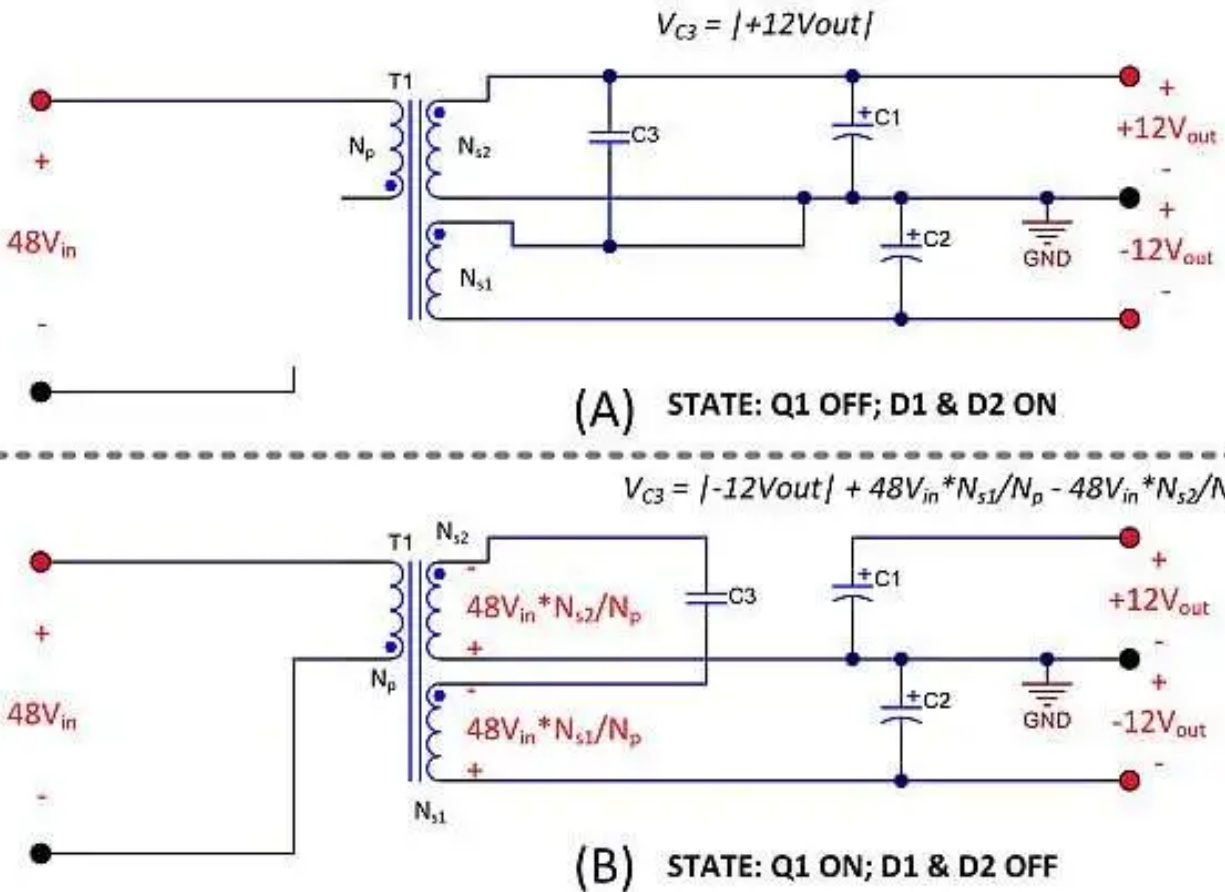 V_C3 = |+12Vout|
T1
+
C1
+
N_p
N_s2
C3
+12V_out
+
-
+
48V_in
+
C2
-12V_out
GND
N_s1
-
-
(A) STATE: Q1 OFF; D1 & D2 ON
V_C3 = |-12Vout| + 48V_in*N_s1/N_p - 48V_in*N_s2/N
N_s2
T1
-
+
+
C1
C3
48V_in*N_s2/N_p
+12V_out
+
+
-
N_p
-
+
+
C2
48V_in
48V_in*N_s1/N_p
GND
-12V_out
+
-
-
N_s1
(B) STATE: Q1 ON; D1 & D2 OFF